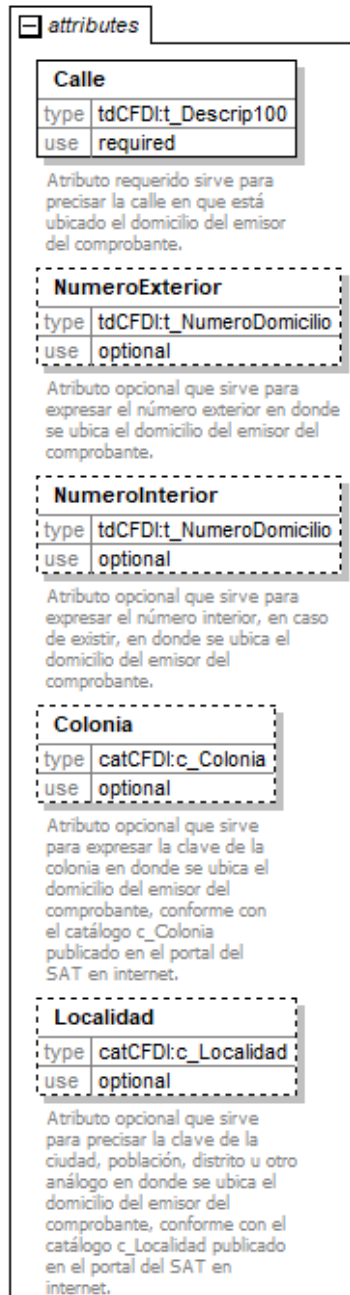 attributes
Calle
type tdCFDI:t_Descrip100
use required
Atributo requerido sirve para
precisar la calle en que está
ubicado el domicilio del emisor
del comprobante.
NumeroExterior
type tdCFDI:t_NumeroDomicilio
use optional
Atributo opcional que sirve para
expresar el número exterior en donde
se ubica el domicilio del emisor del
comprobante.
NumeroInterior
type tdCFDI:t_NumeroDomicilio
use optional
Atributo opcional que sirve para
expresar el número interior, en caso
de existir, en donde se ubica el
domicilio del emisor del
comprobante.
Colonia
type catCFDI:c_Colonia
use optional
Atributo opcional que sirve
para expresar la clave de la
colonia en donde se ubica el
domicilio del emisor del
comprobante, conforme con
el catálogo c_Colonia
publicado en el portal del
SAT en internet.
Localidad
type catCFDI:c_Localidad
use optional
Atributo opcional que sirve
para precisar la clave de la
ciudad, población, distrito u otro
análogo en donde se ubica el
domicilio del emisor del
comprobante, conforme con el
catálogo c_Localidad publicado
en el portal del SAT en
internet.